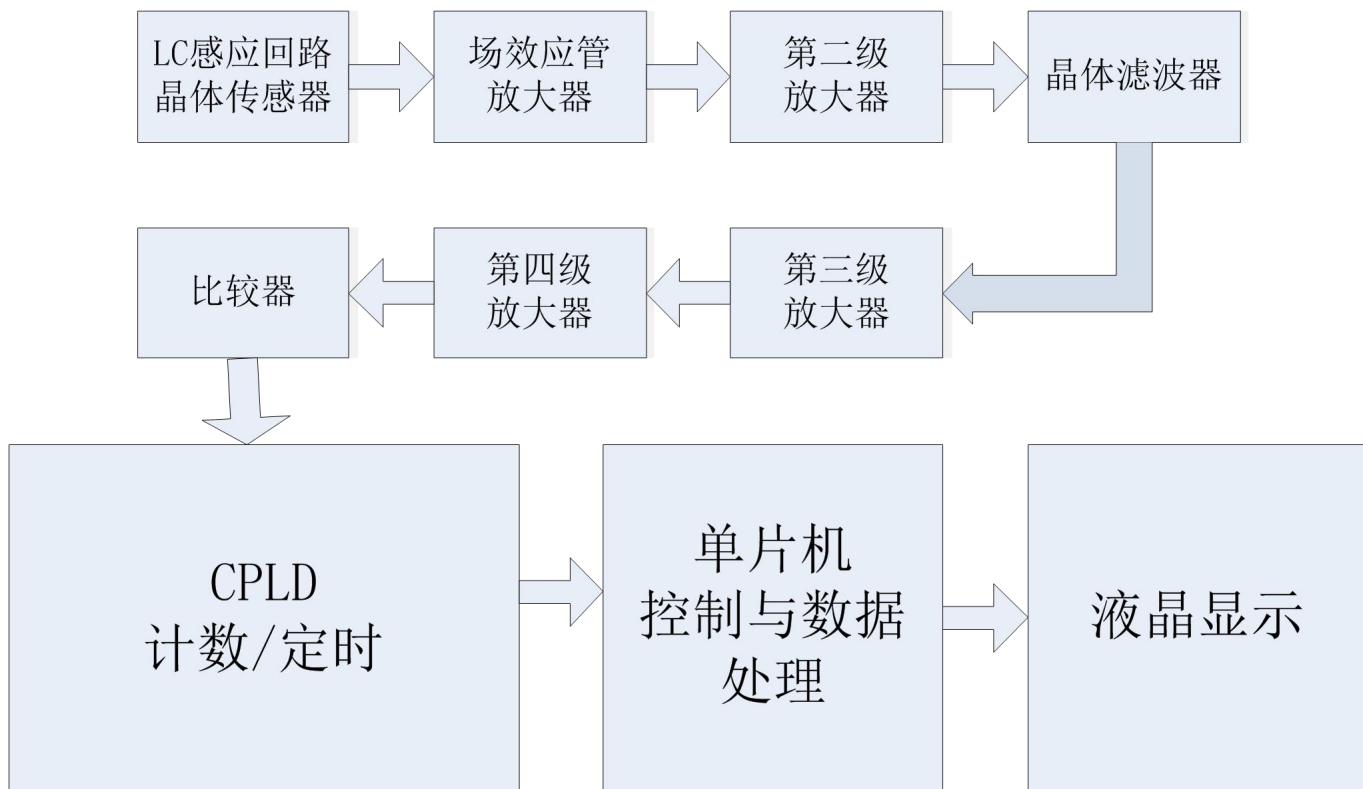 LC感应回路
晶体传感器
场效应管
放大器
第二级
放大器
晶体滤波器
比较器
第四级
放大器
第三级
放大器
CPLD
计数/定时
单片机
控制与数据
处理
液晶显示